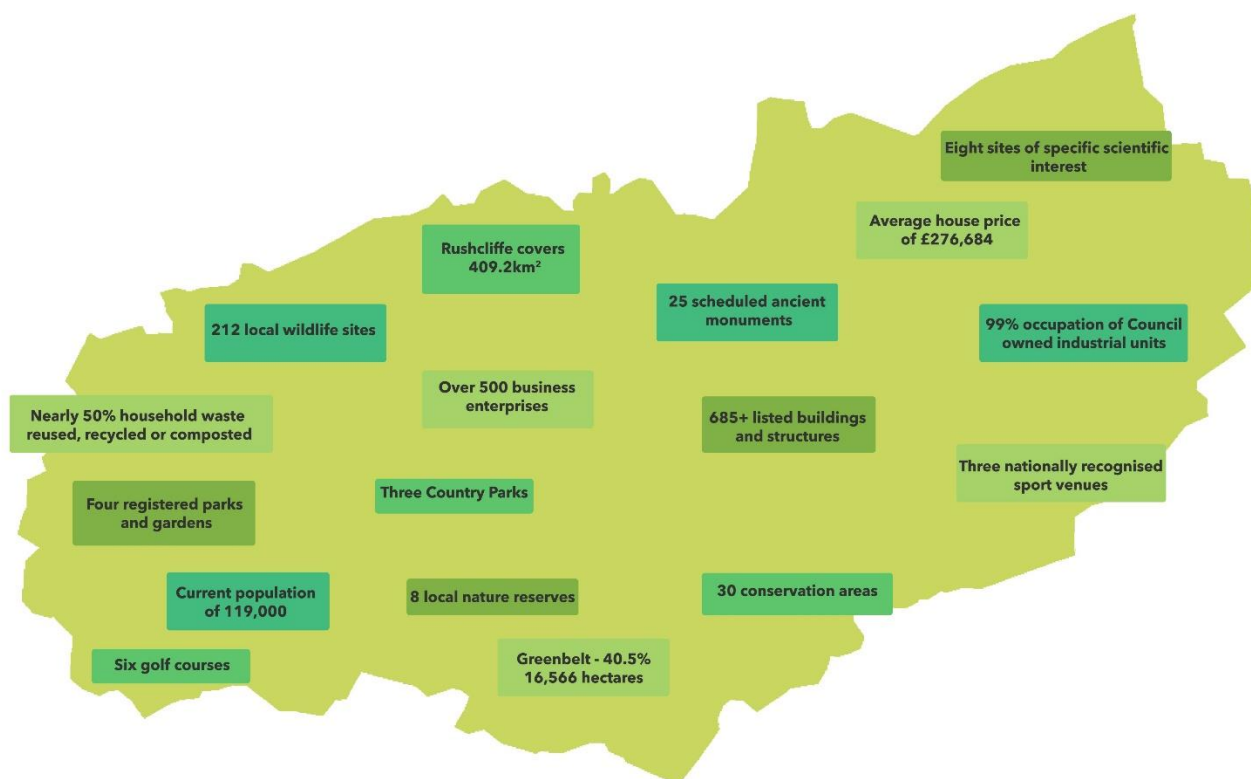 Eight sites of specific scientific
interest
Average house price
of £276,684
Rushcliffe covers
409.2km²
25 scheduled ancient
monuments
212 local wildlife sites
99% occupation of Council
owned industrial units
Over 500 business
enterprises
Nearly 50% household waste
reused, recycled or composted
685+ listed buildings
and structures
Three nationally recognised
sport venues
Three Country Parks
Four registered parks
and gardens
Current population
of 119,000
8 local nature reserves
30 conservation areas
Six golf courses
Greenbelt - 40.5%
16,566 hectares